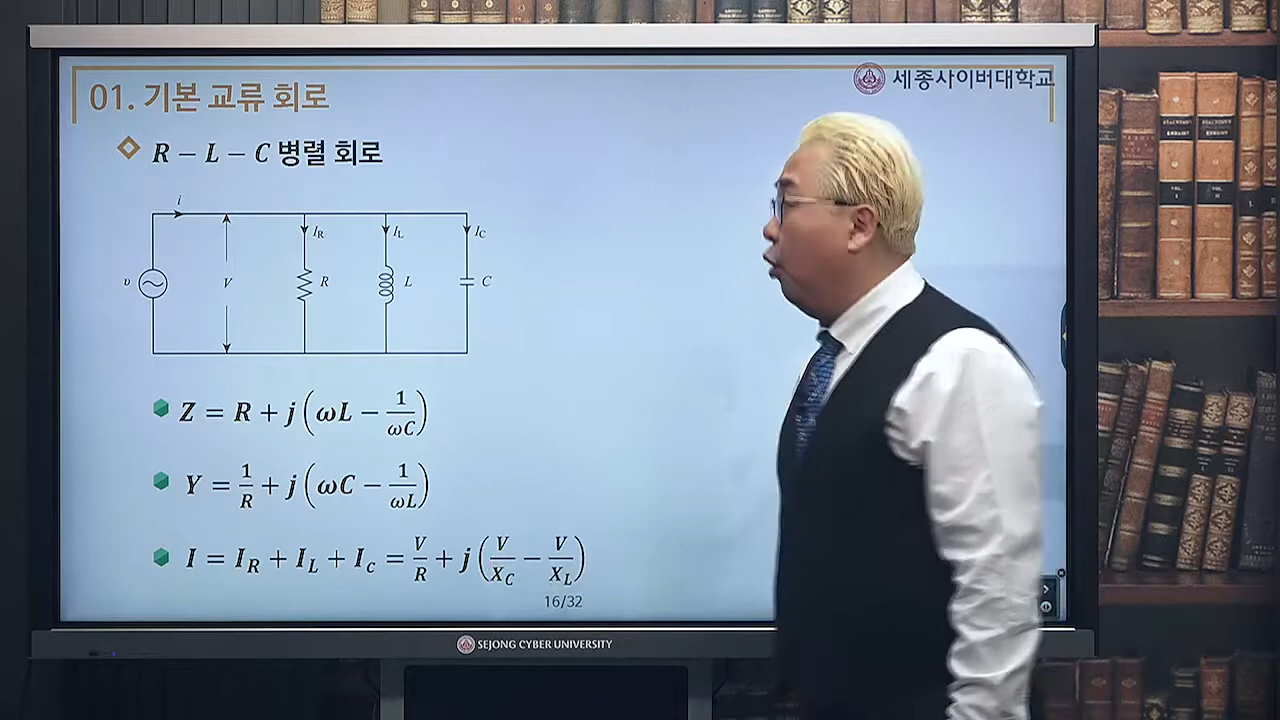 세종사이버대학교
01. 기본 교류 회로
R − L − C 병렬 회로
i
I_R I_L I_C
υ V R L C
Z = R + j(ωL − 1/ωC)
Y = 1/R + j(ωC − 1/ωL)
I = I_R + I_L + I_c = V/R + j(V/X_C − V/X_L)
16/32
SEJONG CYBER UNIVERSITY